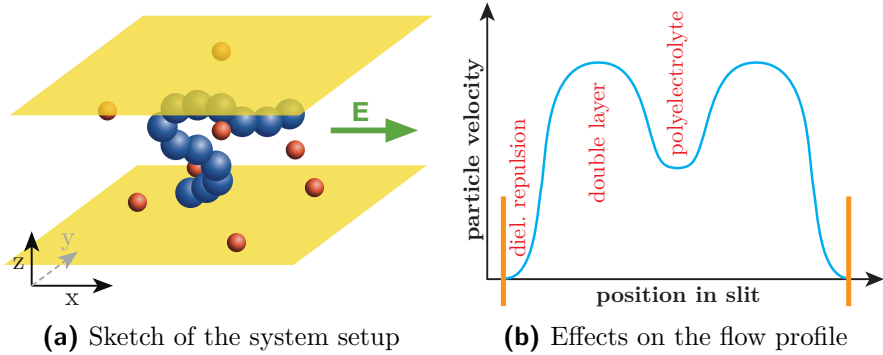 E
z
y
x
(a) Sketch of the system setup
particle velocity
diel. repulsion
double layer
polyelectrolyte
position in slit
(b) Effects on the flow profile